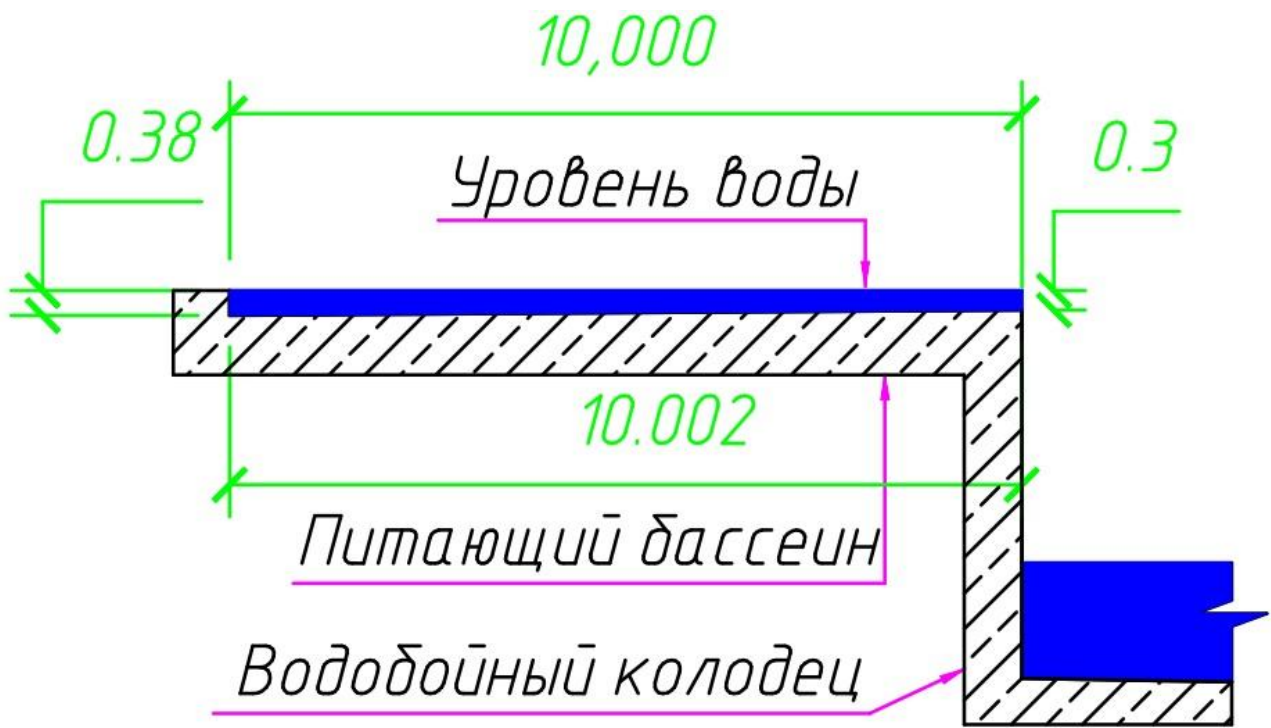 10,000
0.38
0.3
Уровень воды
10.002
Питающий бассеин
Водобойный колодец